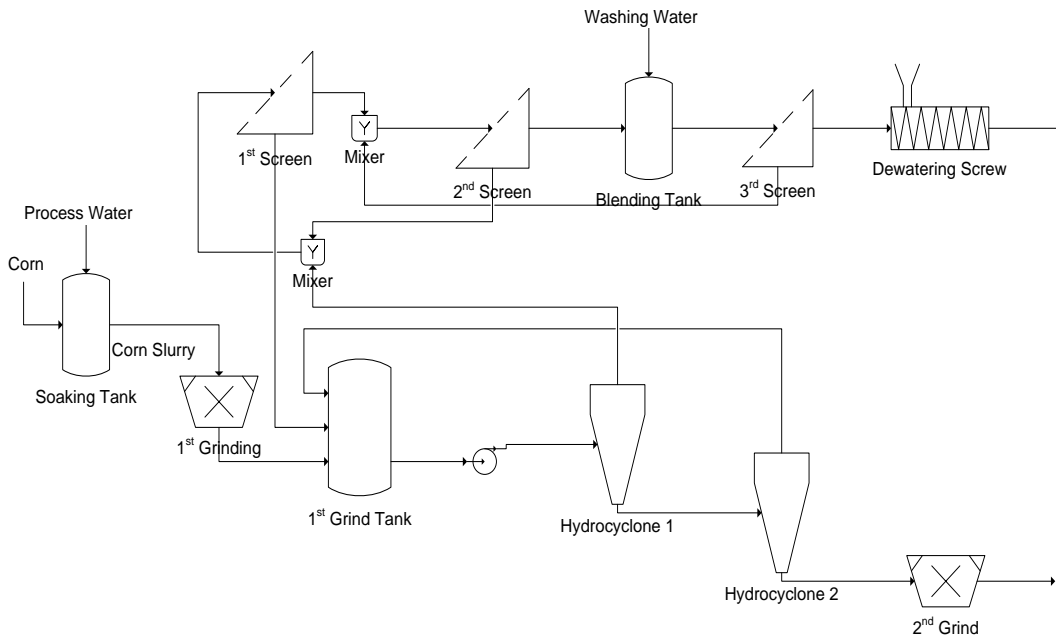 Washing Water
1st Screen
Mixer
2nd Screen
Blending Tank
3rd Screen
Dewatering Screw
Process Water
Corn
Mixer
Corn Slurry
Soaking Tank
1st Grinding
1st Grind Tank
Hydrocyclone 1
Hydrocyclone 2
2nd Grind